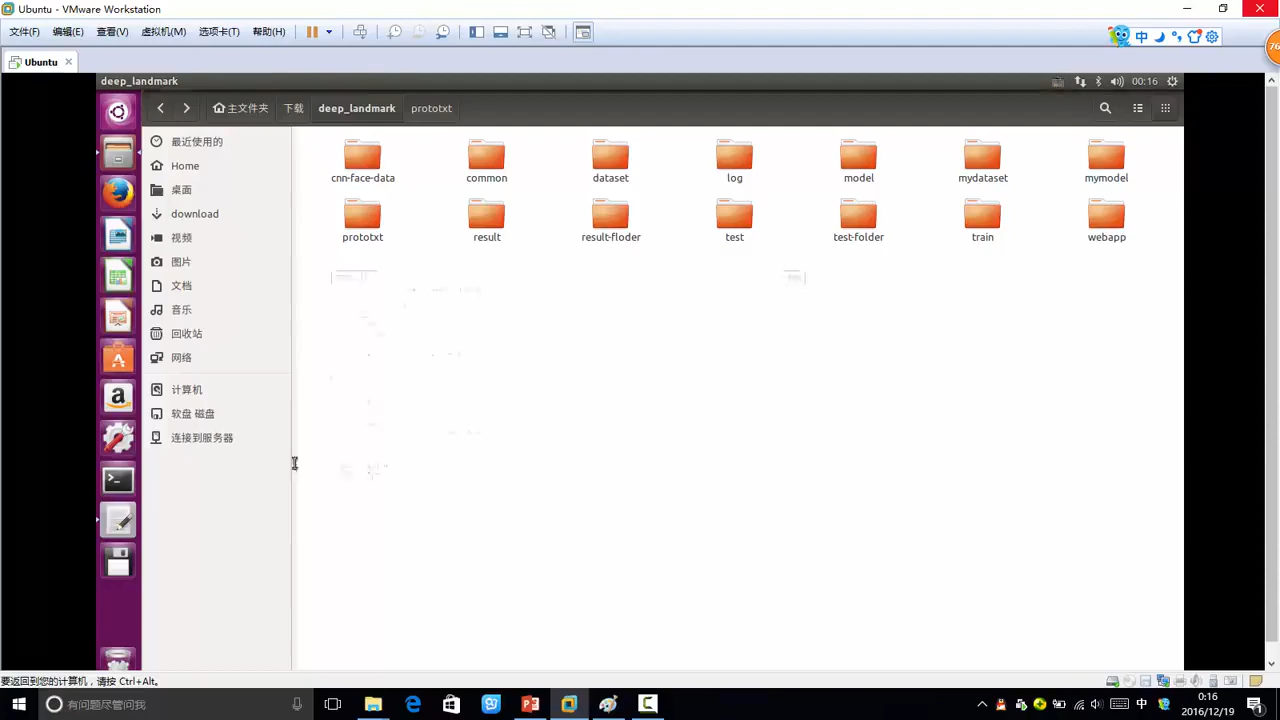 Ubuntu - VMware Workstation
文件(F) 编辑(E) 查看(V) 虚拟机(M) 选项卡(T) 帮助(H)
中
76
Ubuntu
deep_landmark
00:16
主文件夹 下载 deep_landmark prototxt
最近使用的
Home
桌面
download
视频
图片
文档
音乐
回收站
网络
计算机
软盘 磁盘
连接到服务器
cnn-face-data common dataset log model mydataset mymodel
prototxt result result-floder test test-folder train webapp
要返回到您的计算机，请按 Ctrl+Alt。
有问题尽管问我
中
0:16
2016/12/19